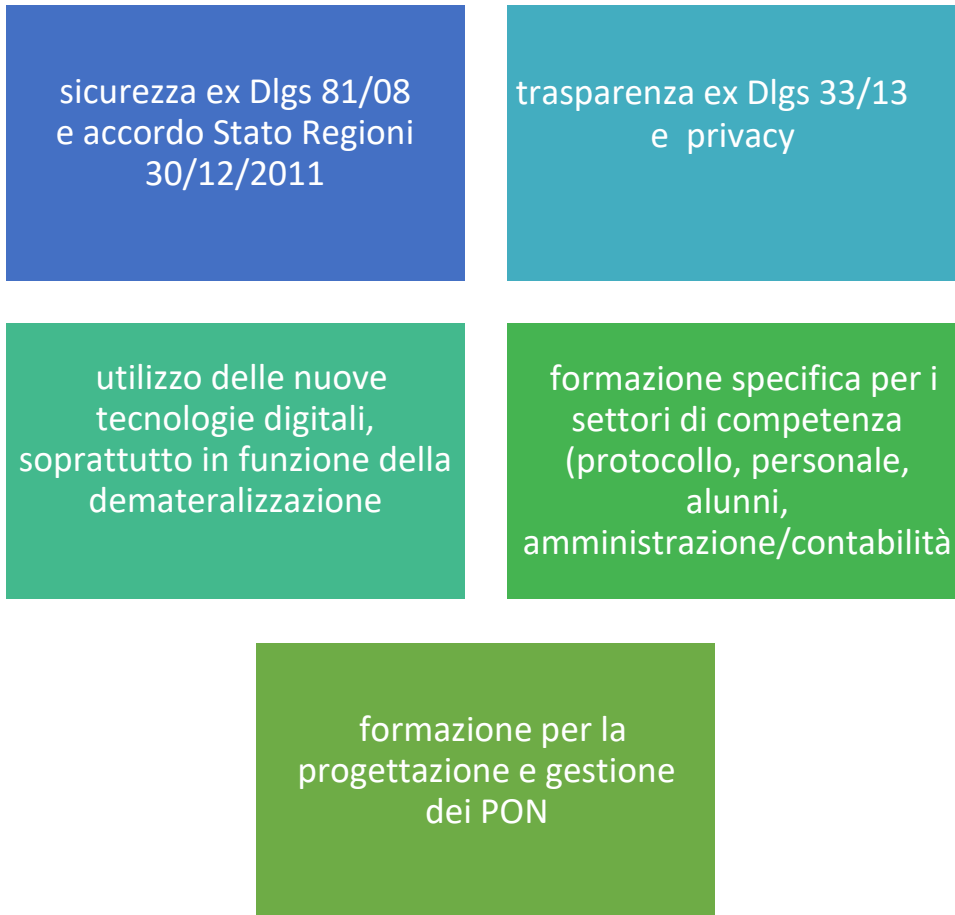 sicurezza ex Dlgs 81/08
e accordo Stato Regioni
30/12/2011
trasparenza ex Dlgs 33/13
e privacy
utilizzo delle nuove
tecnologie digitali,
soprattutto in funzione della
demateralizzazione
formazione specifica per i
settori di competenza
(protocollo, personale,
alunni,
amministrazione/contabilità
formazione per la
progettazione e gestione
dei PON